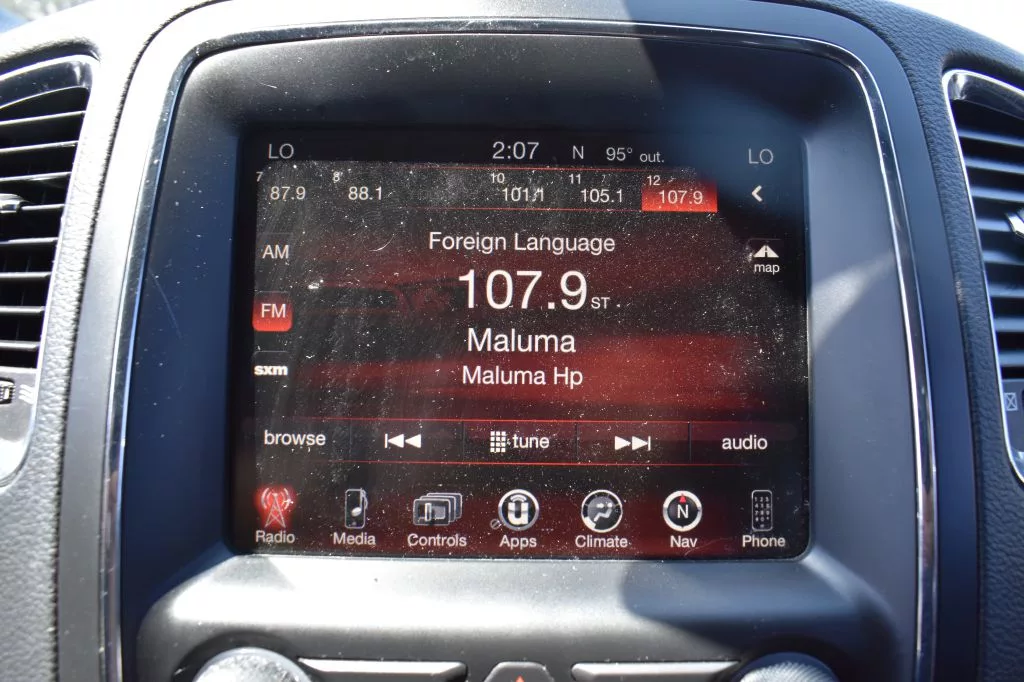 LO 2:07 N 95° out. LO
7 8 10 11 12
87.9 88.1 101.1 105.1 107.9
AM
Foreign Language
map
107.9 ST
FM
Maluma
sxm
Maluma Hp
browse tune audio
N
Radio Media Controls Apps Climate Nav Phone